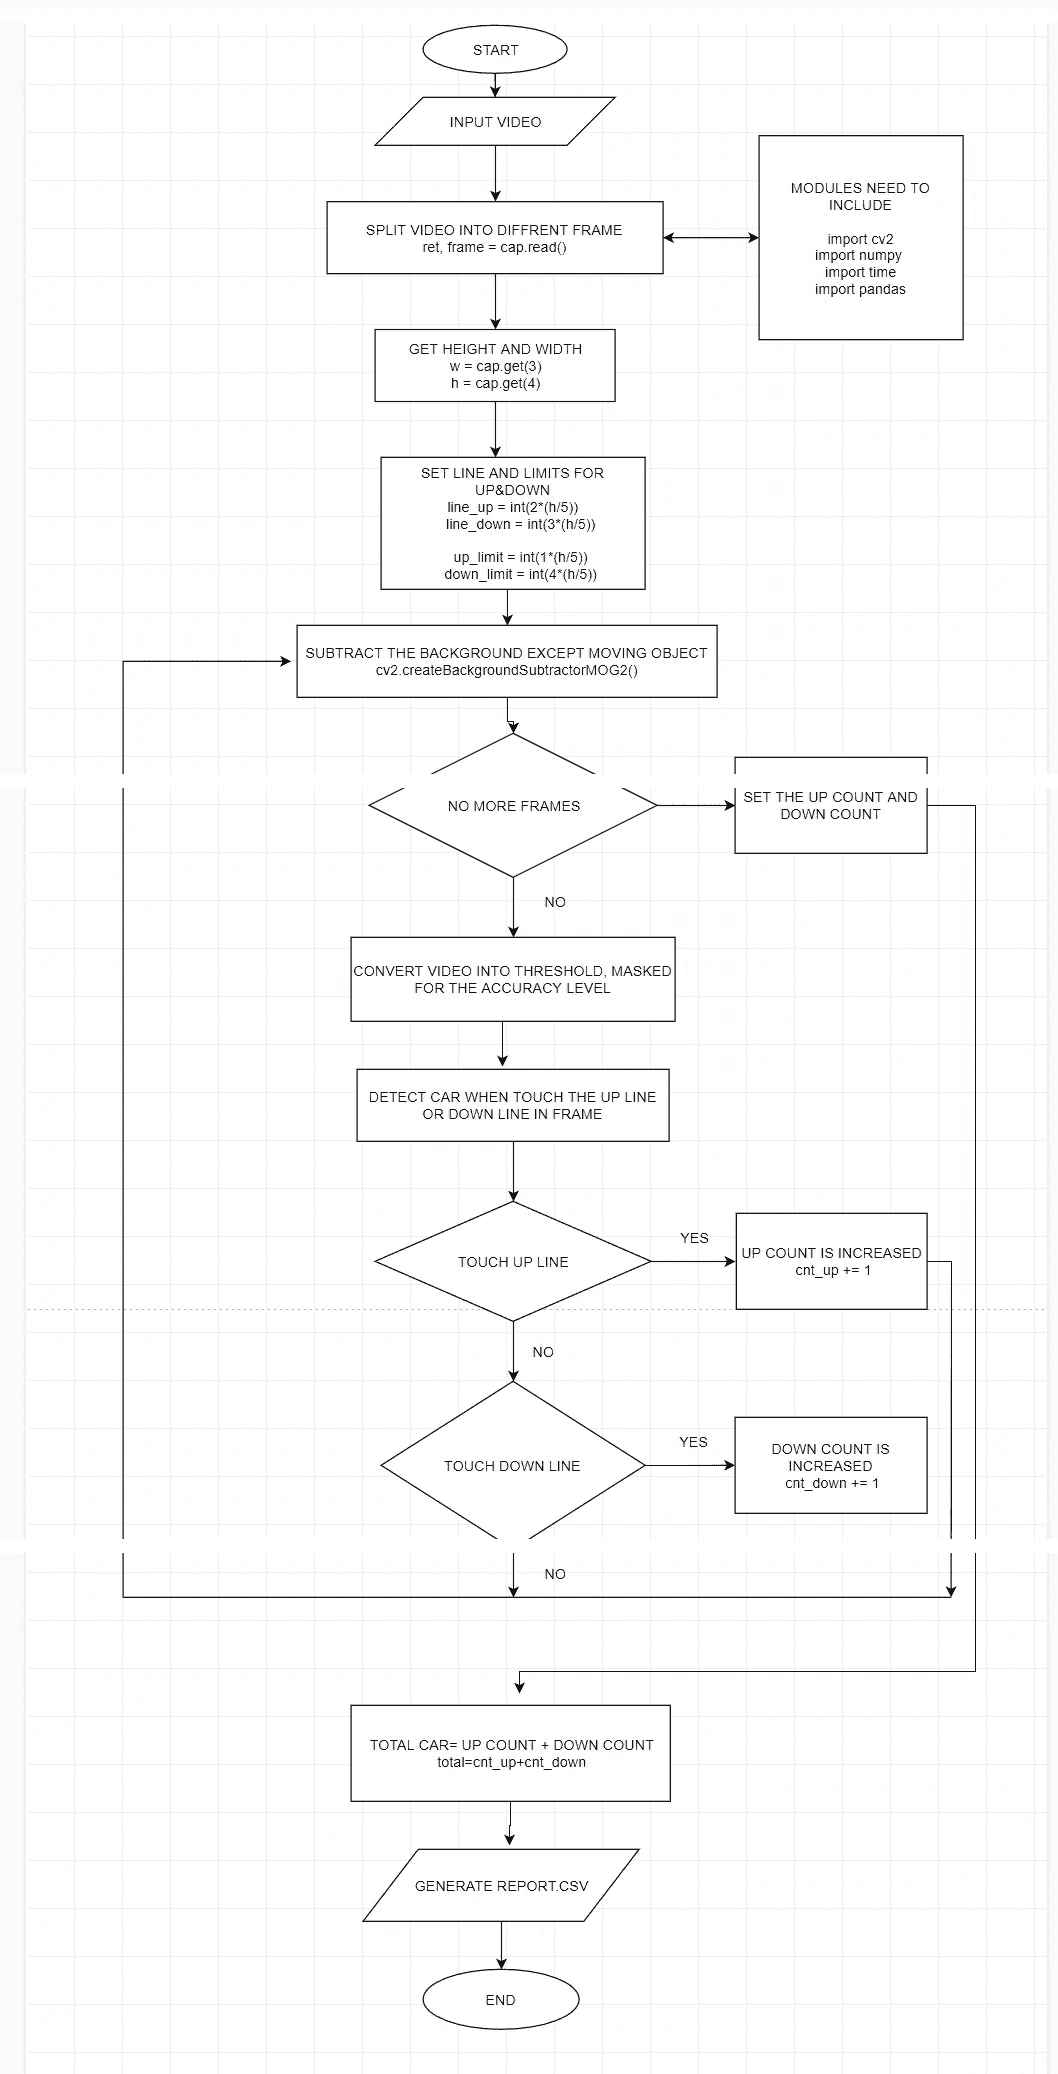 START
INPUT VIDEO
SPLIT VIDEO INTO DIFFRENT FRAME
ret, frame = cap.read()
MODULES NEED TO
INCLUDE
import cv2
import numpy
import time
import pandas
GET HEIGHT AND WIDTH
w = cap.get(3)
h = cap.get(4)
SET LINE AND LIMITS FOR
UP&DOWN
line_up = int(2*(h/5))
line_down = int(3*(h/5))
up_limit = int(1*(h/5))
down_limit = int(4*(h/5))
SUBTRACT THE BACKGROUND EXCEPT MOVING OBJECT
cv2.createBackgroundSubtractorMOG2()
NO MORE FRAMES
SET THE UP COUNT AND
DOWN COUNT
NO
CONVERT VIDEO INTO THRESHOLD, MASKED
FOR THE ACCURACY LEVEL
DETECT CAR WHEN TOUCH THE UP LINE
OR DOWN LINE IN FRAME
TOUCH UP LINE
YES
UP COUNT IS INCREASED
cnt_up += 1
NO
TOUCH DOWN LINE
YES
DOWN COUNT IS
INCREASED
cnt_down += 1
NO
TOTAL CAR= UP COUNT + DOWN COUNT
total=cnt_up+cnt_down
GENERATE REPORT.CSV
END